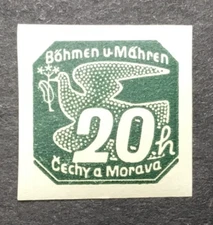 Böhmen u. Mähren
20 h
Čechy a Morava